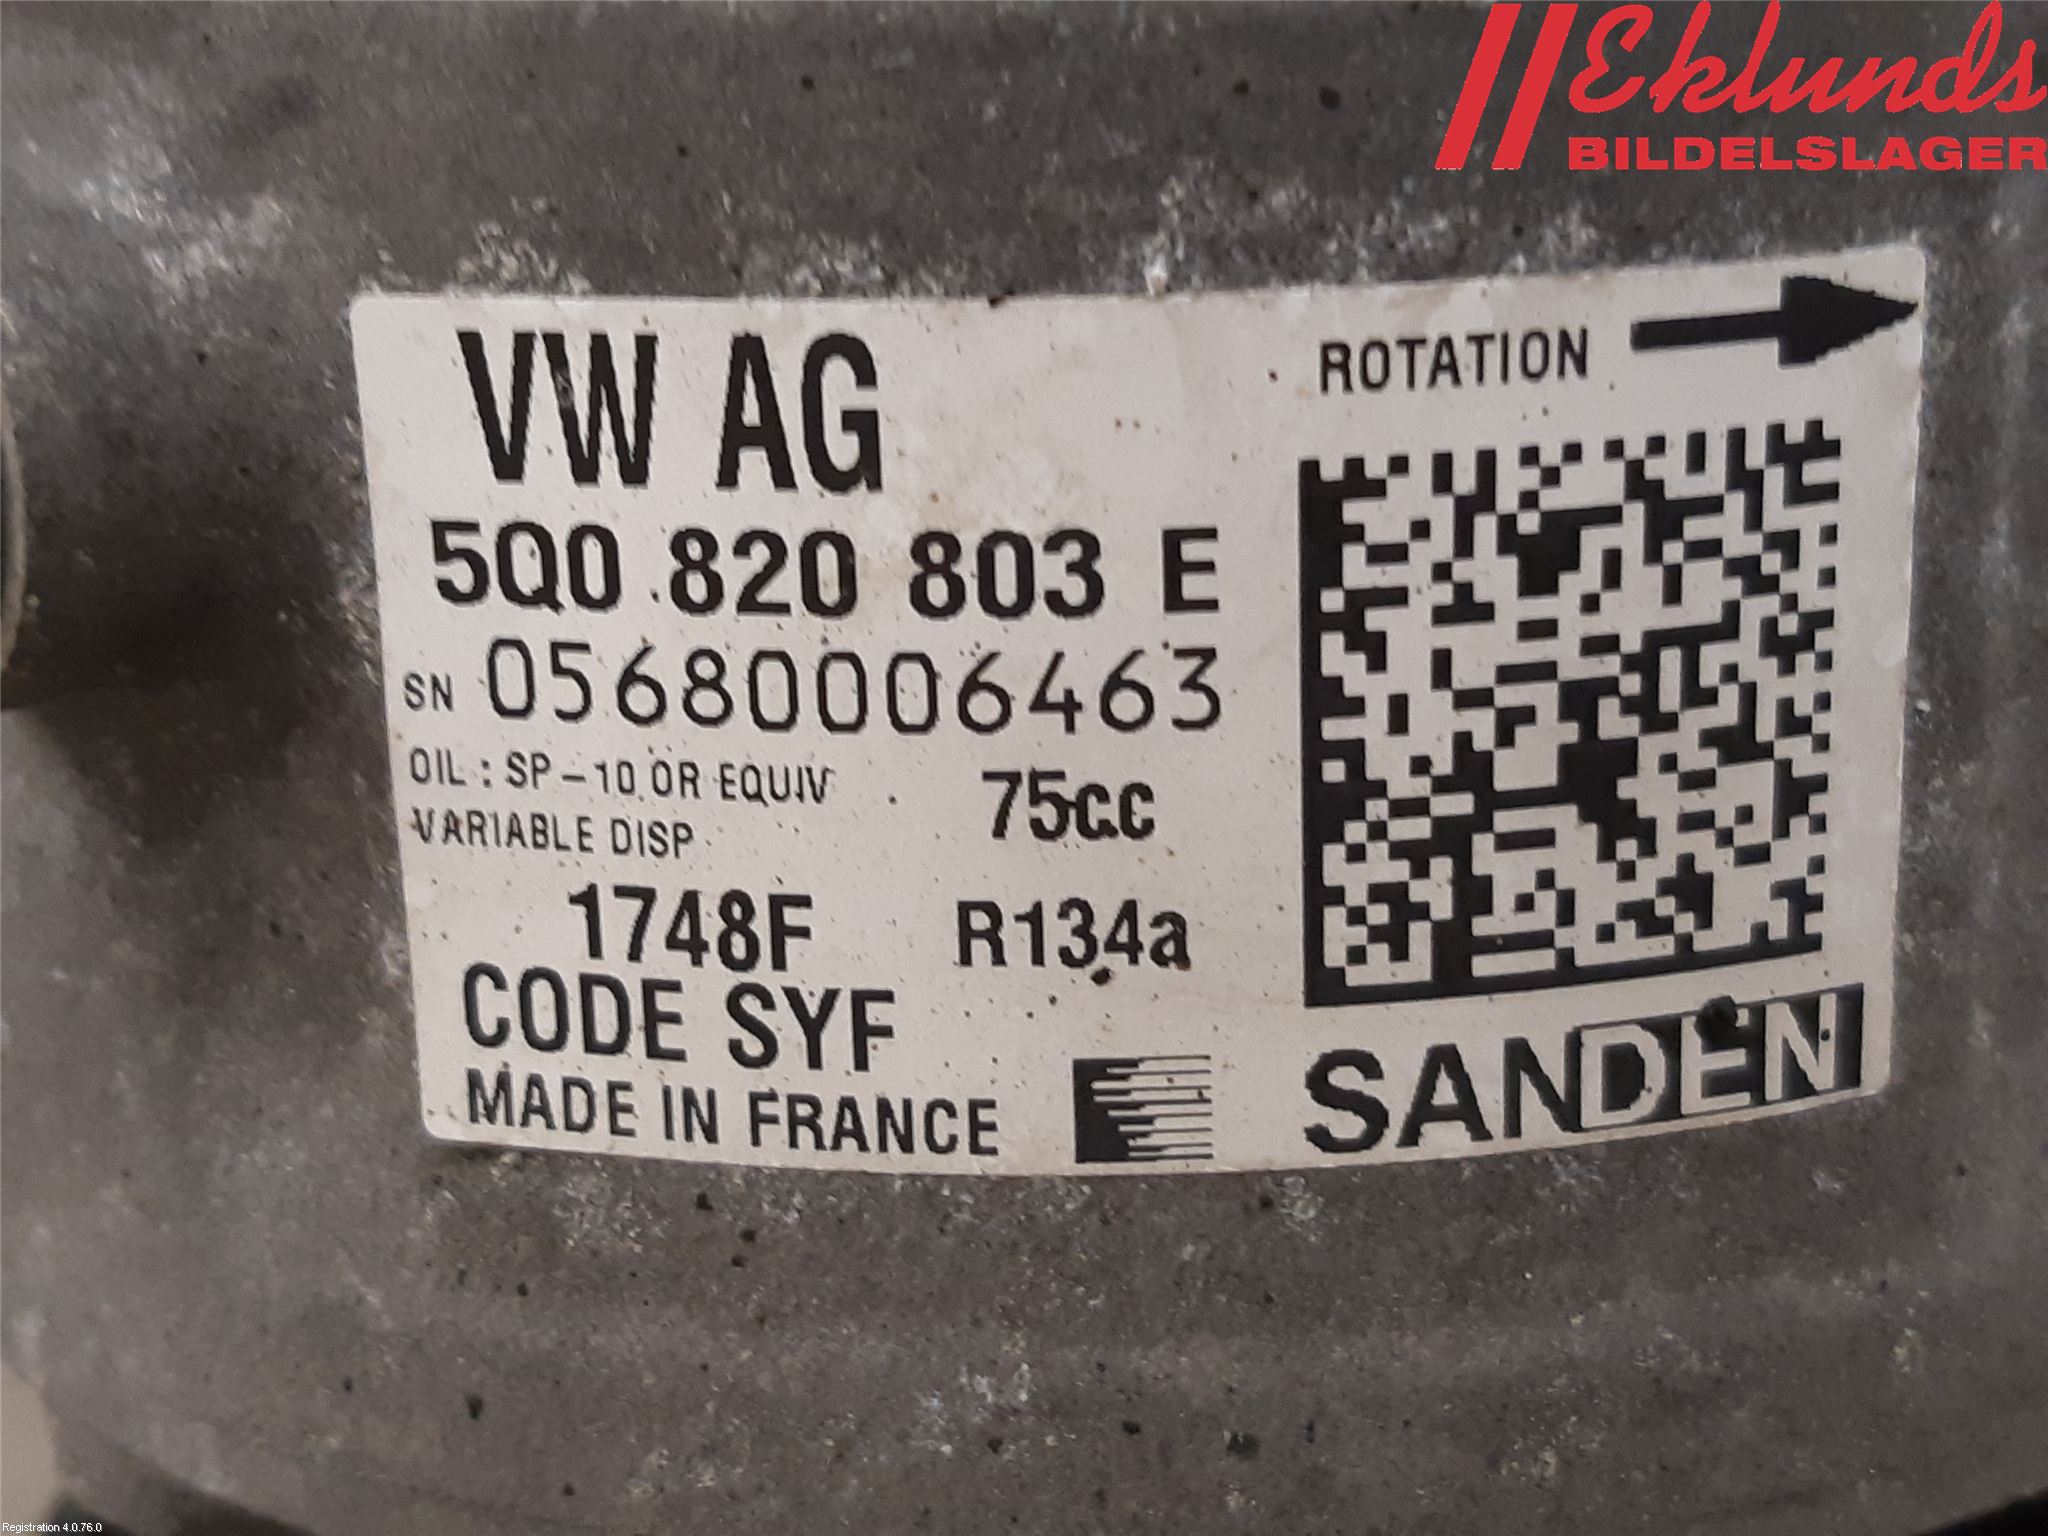 Eklunds
BILDELSLAGER
VW AG
ROTATION
5Q0 820 803 E
SN 05680006463
OIL : SP-10 OR EQUIV 75cc
VARIABLE DISP
1748F R134a
CODE SYF
MADE IN FRANCE
SANDEN
Registration 4.0.76.0